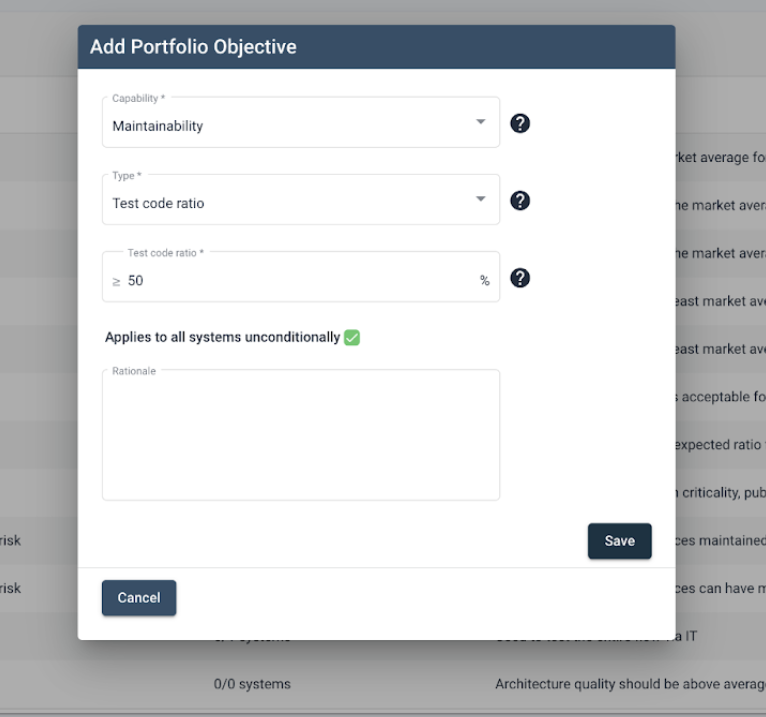 Add Portfolio Objective
Capability *
Maintainability
rket average fo
Type *
Test code ratio
he market aver
Test code ratio *
he market aver
≥ 50 %
east market ave
Applies to all systems unconditionally ✅
east market ave
Rationale
s acceptable fo
expected ratio
criticality, pub
risk
Save
ces maintained
risk
Cancel
ces can have m
a IT
0/0 systems
Architecture quality should be above averag